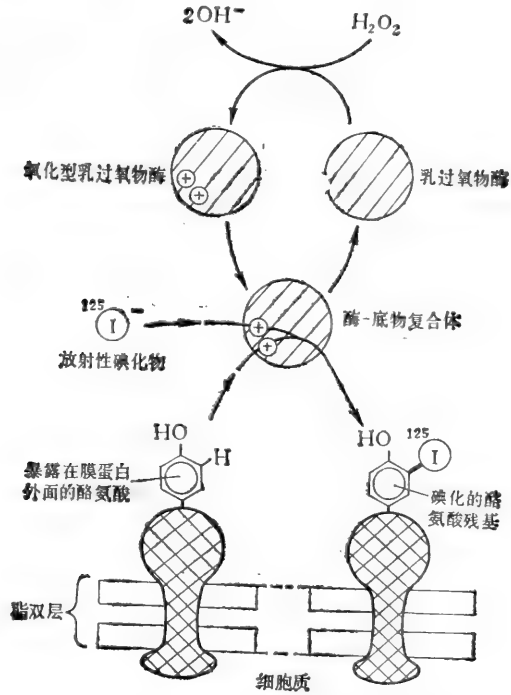 2OH⁻
H₂O₂
氧化型乳过氧物酶
乳过氧物酶
125
I⁻
放射性碘化物
酶-底物复合体
HO
H
暴露在膜蛋白
外面的酪氨酸
HO
125
I
碘化的酪
氨酸残基
脂双层
细胞质